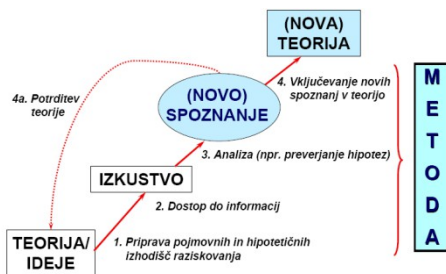 (NOVA)
TEORIJA
4. Vključevanje novih
spoznanj v teorijo
4a. Potrditev
teorije
(NOVO)
SPOZNANJE
3. Analiza (npr. preverjanje hipotez)
IZKUSTVO
2. Dostop do informacij
TEORIJA/
IDEJE
1. Priprava pojmovnih in hipotetičnih
izhodišč raziskovanja
M
E
T
O
D
A